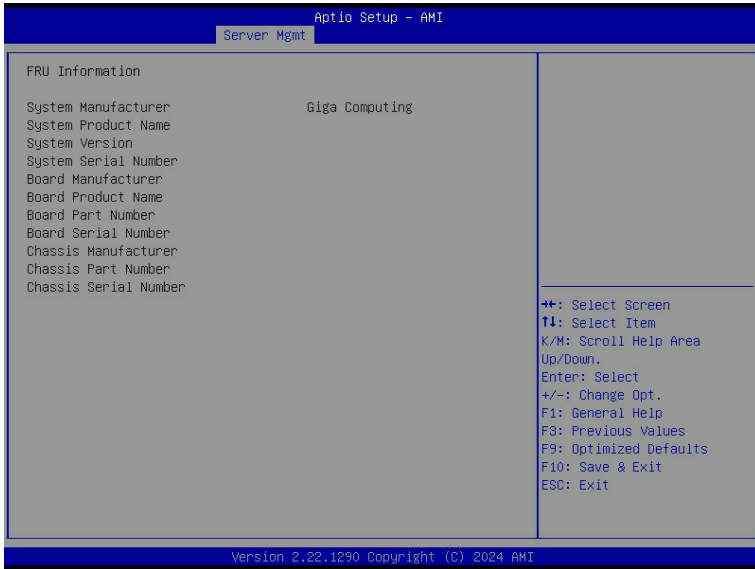 Aptio Setup – AMI
Server Mgmt
FRU Information
System Manufacturer Giga Computing
System Product Name
System Version
System Serial Number
Board Manufacturer
Board Product Name
Board Part Number
Board Serial Number
Chassis Manufacturer
Chassis Part Number
Chassis Serial Number
→←: Select Screen
↑↓: Select Item
K/M: Scroll Help Area
Up/Down.
Enter: Select
+/-: Change Opt.
F1: General Help
F3: Previous Values
F9: Optimized Defaults
F10: Save & Exit
ESC: Exit
Version 2.22.1290 Copyright (C) 2024 AMI